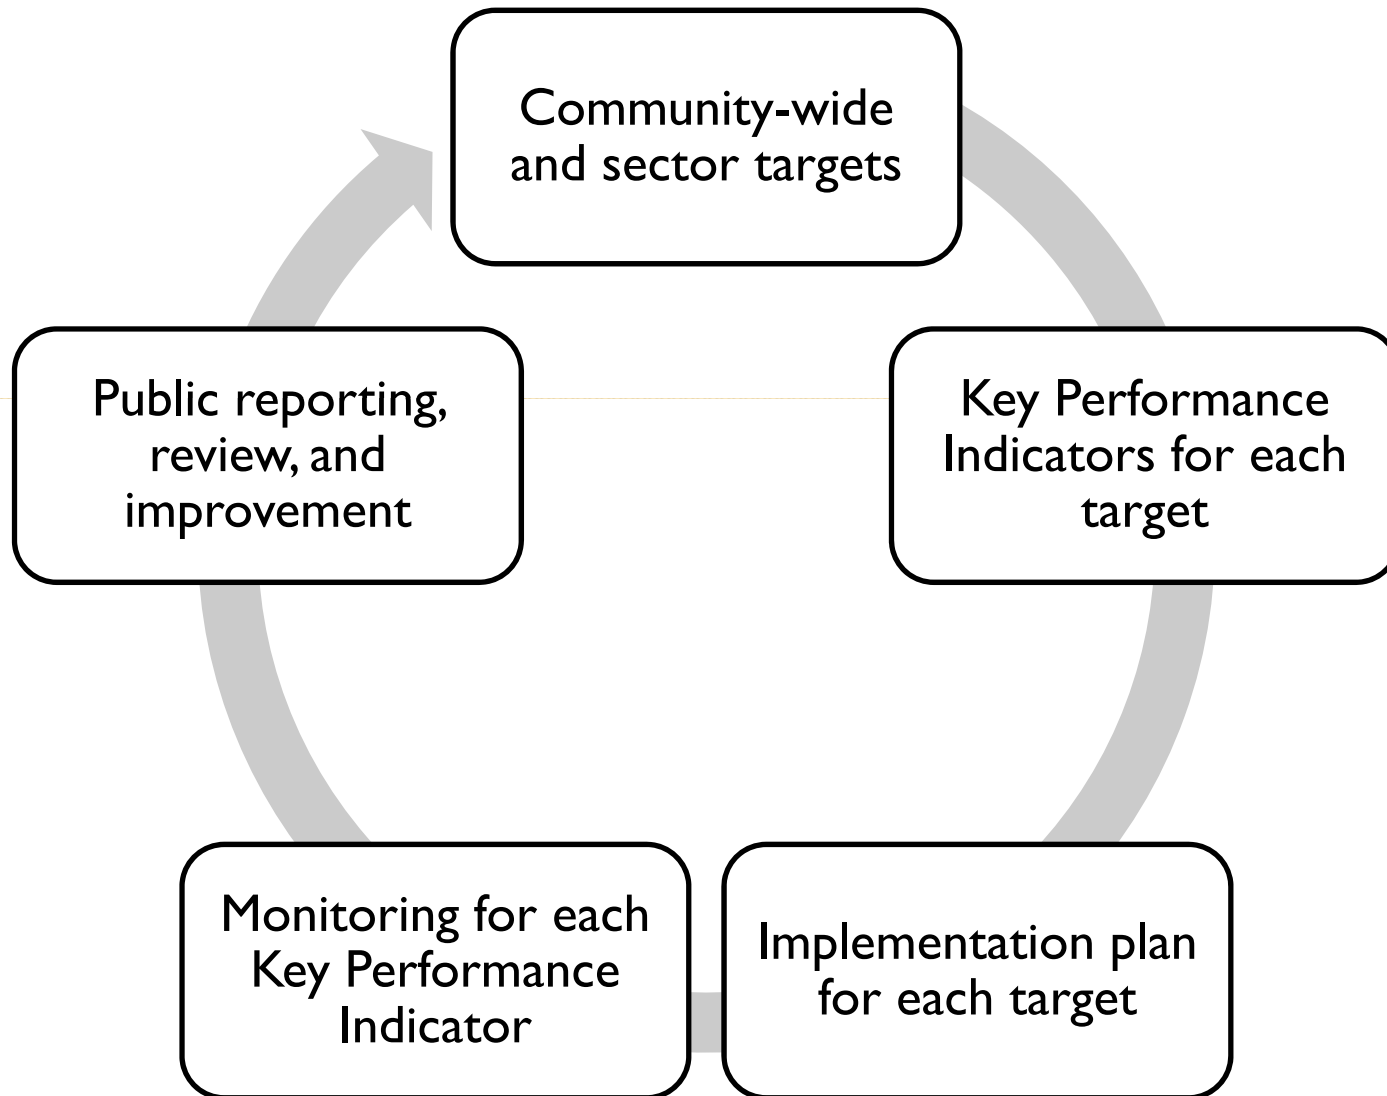 Community-wide
and sector targets
Key Performance
Indicators for each
target
Implementation plan
for each target
Monitoring for each
Key Performance
Indicator
Public reporting,
review, and
improvement